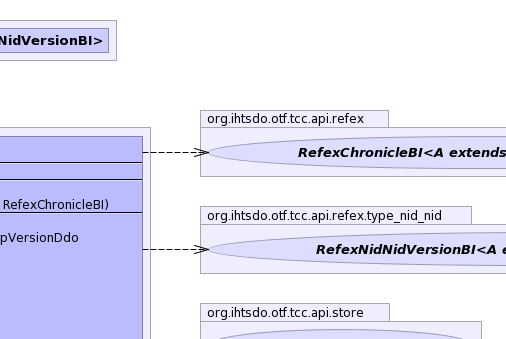 NidVersionBI>
org.ihtsdo.otf.tcc.api.refex
RefexChronicleBI<A extends
RefexChronicleBI)
org.ihtsdo.otf.tcc.api.refex.type_nid_nid
pVersionDdo
RefexNidNidVersionBI<A e
org.ihtsdo.otf.tcc.api.store